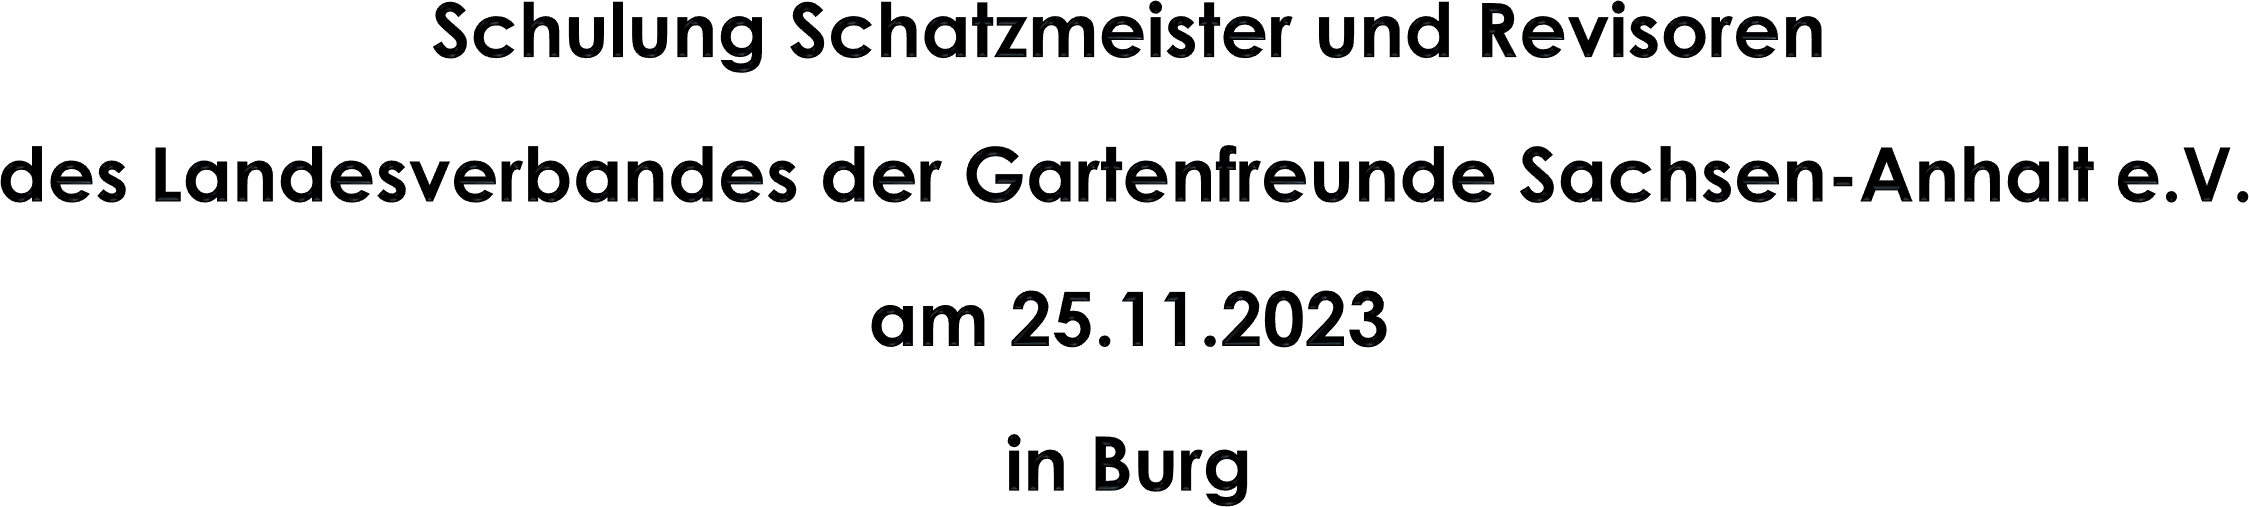 Schulung Schatzmeister und Revisoren
des Landesverbandes der Gartenfreunde Sachsen-Anhalt e.V.
am 25.11.2023
in Burg